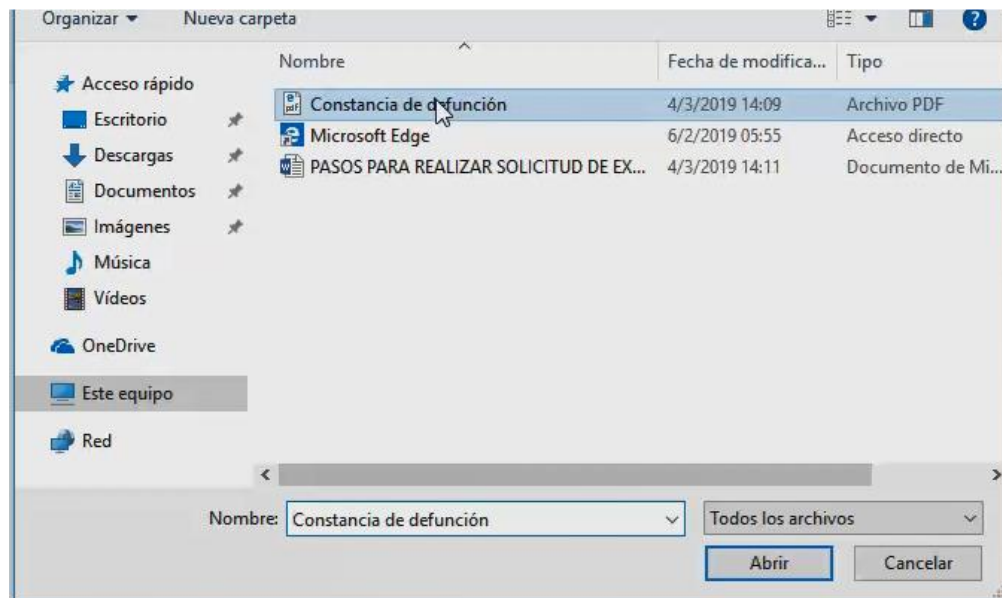 Organizar Nueva carpeta
Nombre Fecha de modifica... Tipo
Acceso rápido
Escritorio
Descargas
Documentos
Imágenes
Música
Vídeos
OneDrive
Este equipo
Red
Constancia de defunción 4/3/2019 14:09 Archivo PDF
Microsoft Edge 6/2/2019 05:55 Acceso directo
PASOS PARA REALIZAR SOLICITUD DE EX... 4/3/2019 14:11 Documento de Mi...
Nombre: Constancia de defunción Todos los archivos
Abrir Cancelar